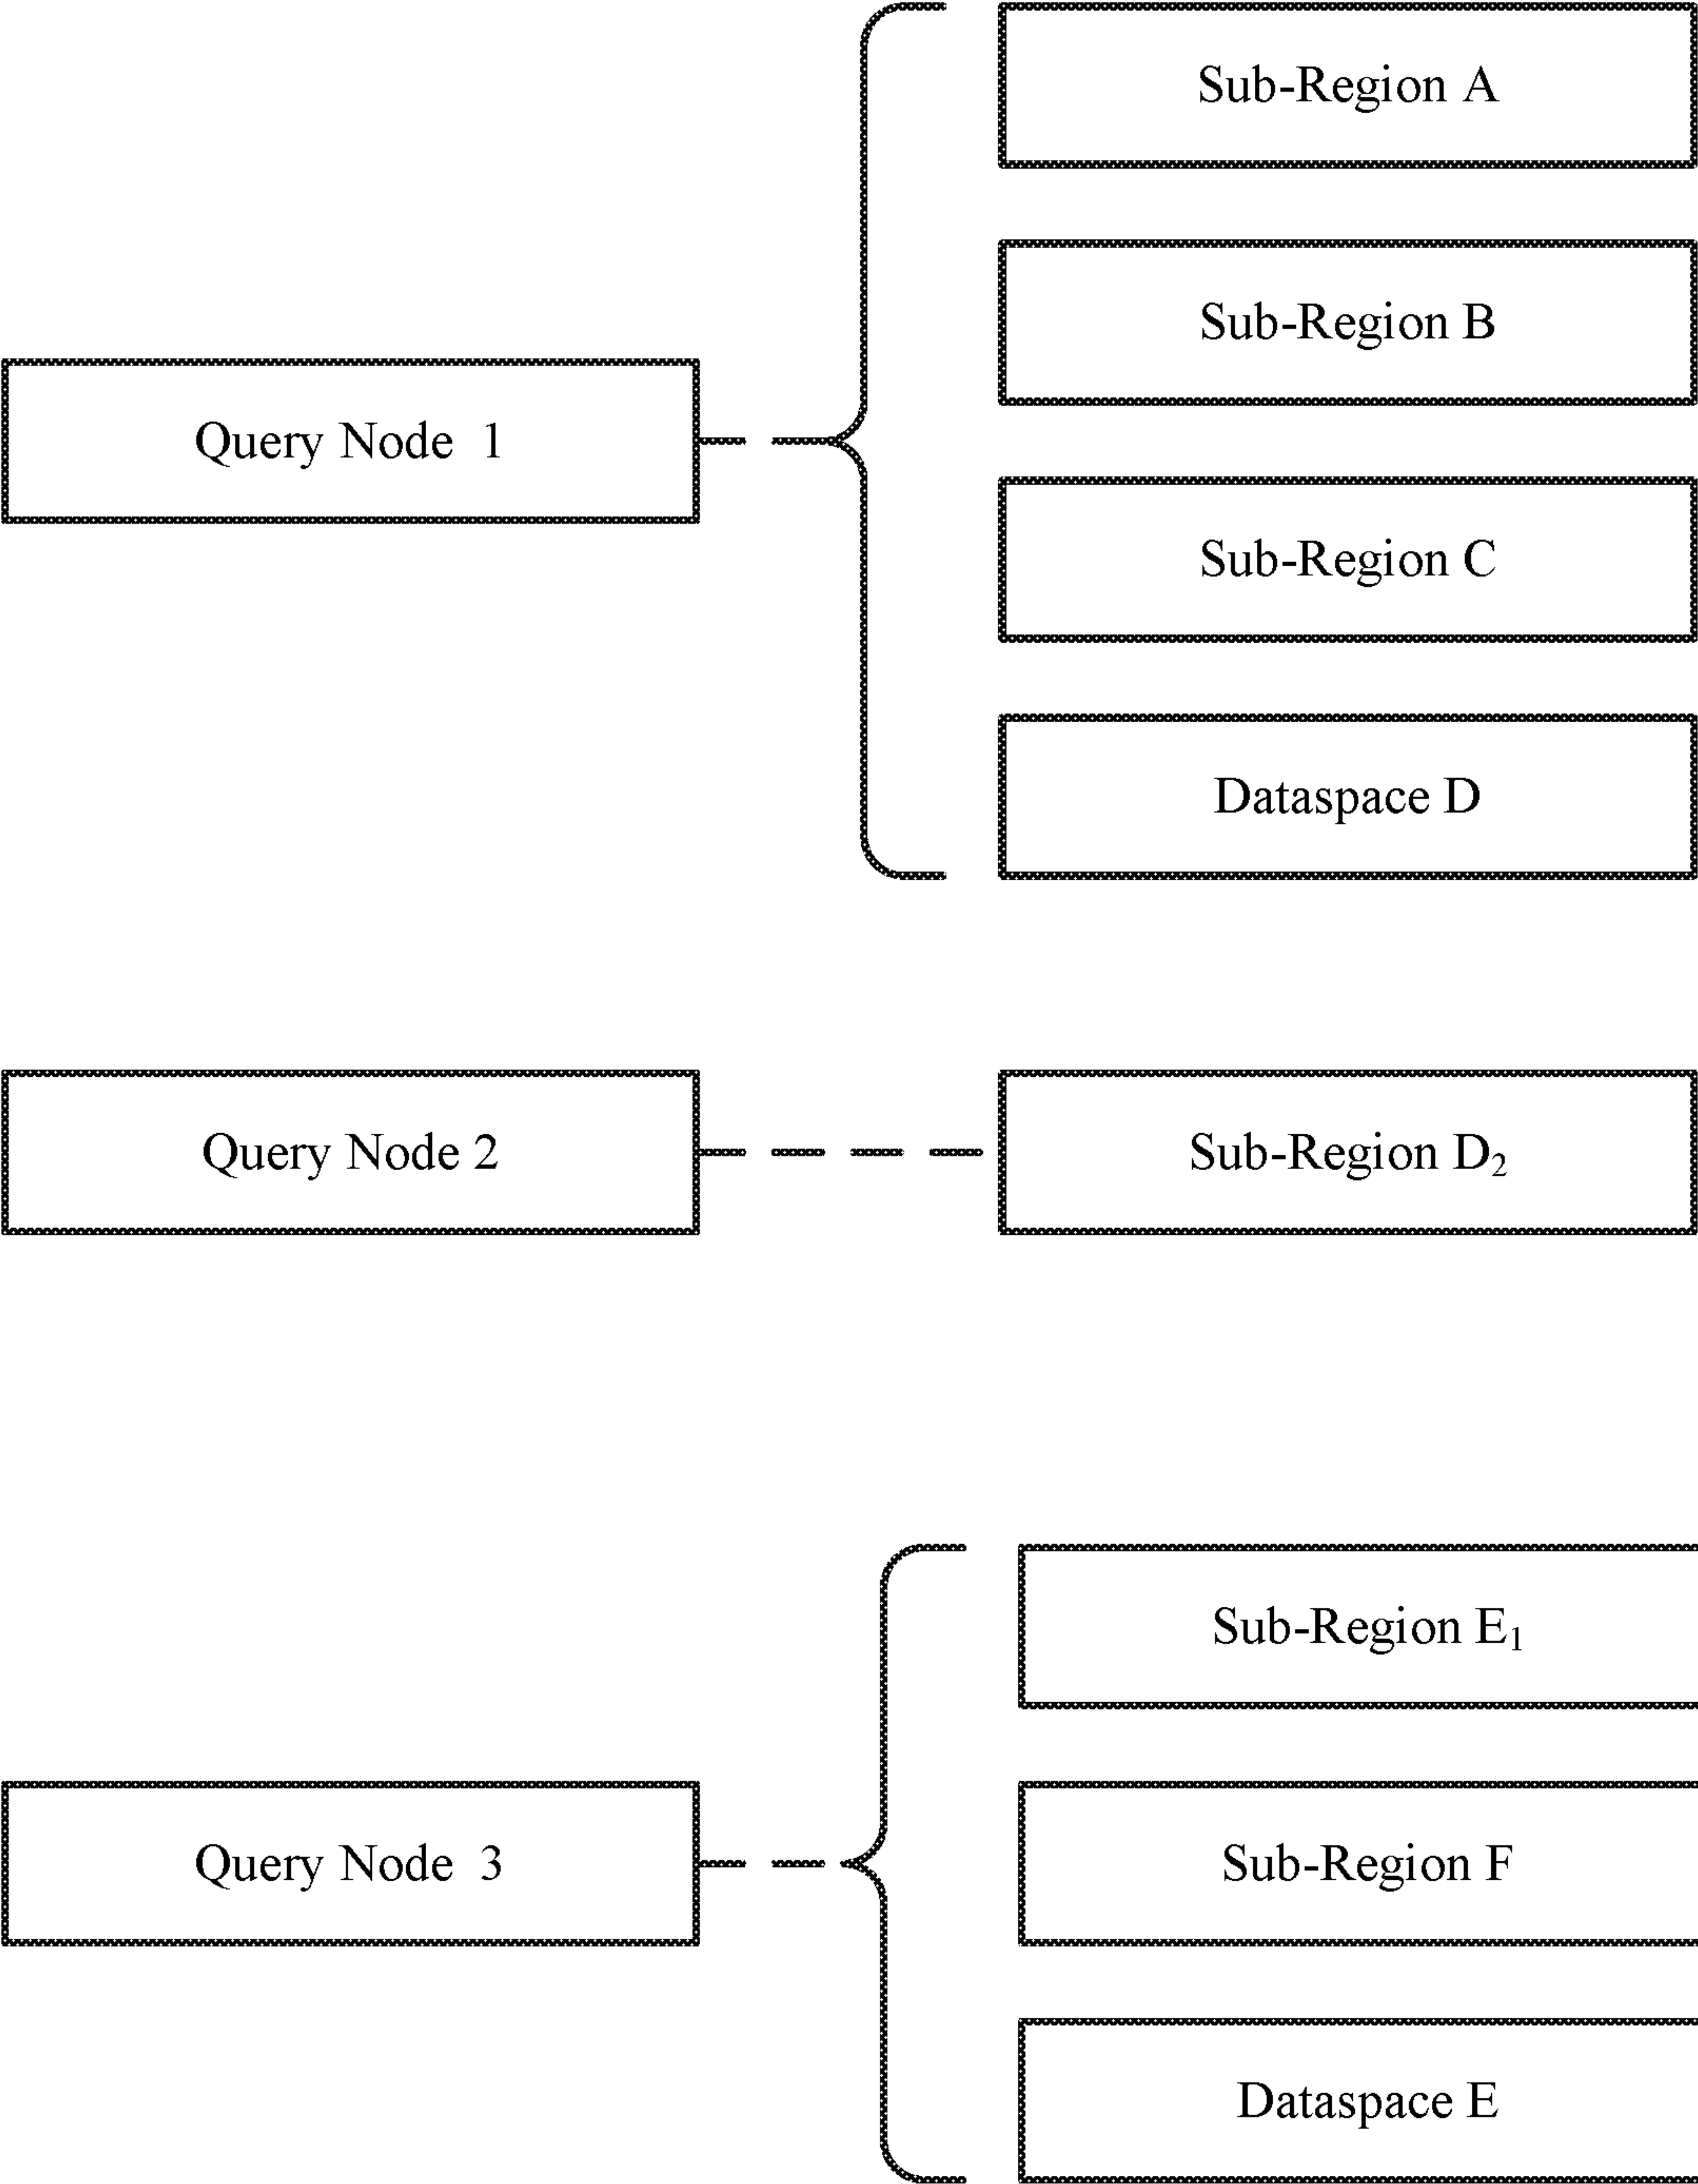 Sub-Region A
Sub-Region B
Query Node 1
Sub-Region C
Dataspace D
Query Node 2
Sub-Region D₂
Sub-Region E₁
Query Node 3
Sub-Region F
Dataspace E